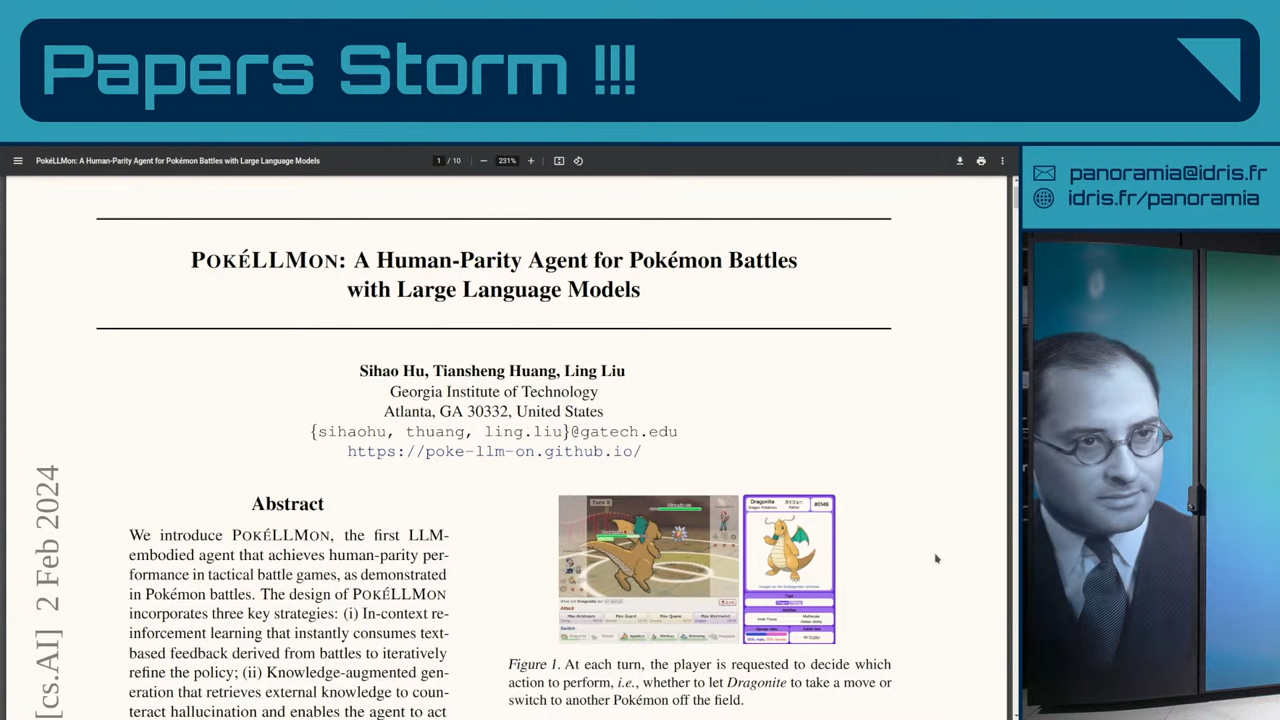 Papers Storm !!!
PokéLLMon: A Human-Parity Agent for Pokémon Battles with Large Language Models
1 / 10
231%
panoramia@idris.fr
idris.fr/panoramia
POKÉLLMON: A Human-Parity Agent for Pokémon Battles
with Large Language Models
Sihao Hu, Tiansheng Huang, Ling Liu
Georgia Institute of Technology
Atlanta, GA 30332, United States
{sihaohu, thuang, ling.liu}@gatech.edu
https://poke-llm-on.github.io/
[cs.AI] 2 Feb 2024
Abstract
We introduce POKÉLLMON, the first LLM-
embodied agent that achieves human-parity per-
formance in tactical battle games, as demonstrated
in Pokémon battles. The design of POKÉLLMON
incorporates three key strategies: (i) In-context re-
inforcement learning that instantly consumes text-
based feedback derived from battles to iteratively
refine the policy; (ii) Knowledge-augmented gen-
eration that retrieves external knowledge to coun-
teract hallucination and enables the agent to act
Dragonite
#0149
Attack
Switch
Figure 1. At each turn, the player is requested to decide which
action to perform, i.e., whether to let Dragonite to take a move or
switch to another Pokémon off the field.